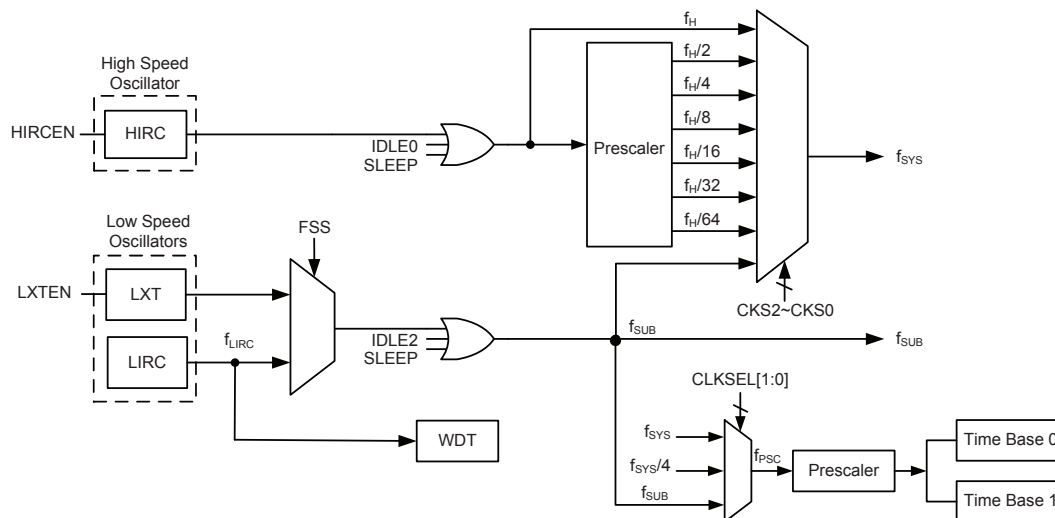 High Speed
Oscillator
HIRCEN
HIRC
IDLE0
SLEEP
Prescaler
fH
fH/2
fH/4
fH/8
fH/16
fH/32
fH/64
fSYS
CKS2~CKS0
Low Speed
Oscillators
LXTEN
LXT
LIRC
fLIRC
FSS
IDLE2
SLEEP
fSUB
fSUB
WDT
CLKSEL[1:0]
fSYS
fSYS/4
fSUB
fPSC
Prescaler
Time Base 0
Time Base 1